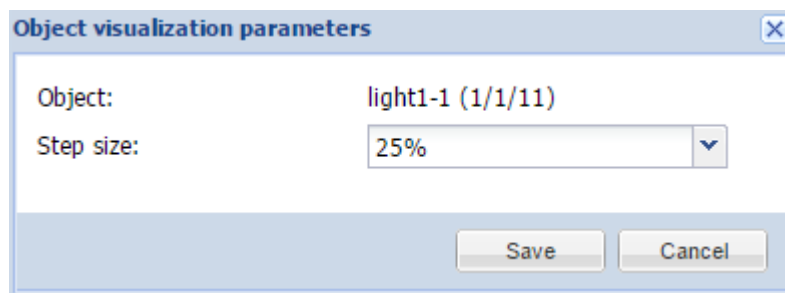 Object visualization parameters
Object: light1-1 (1/1/11)
Step size: 25%
Save Cancel